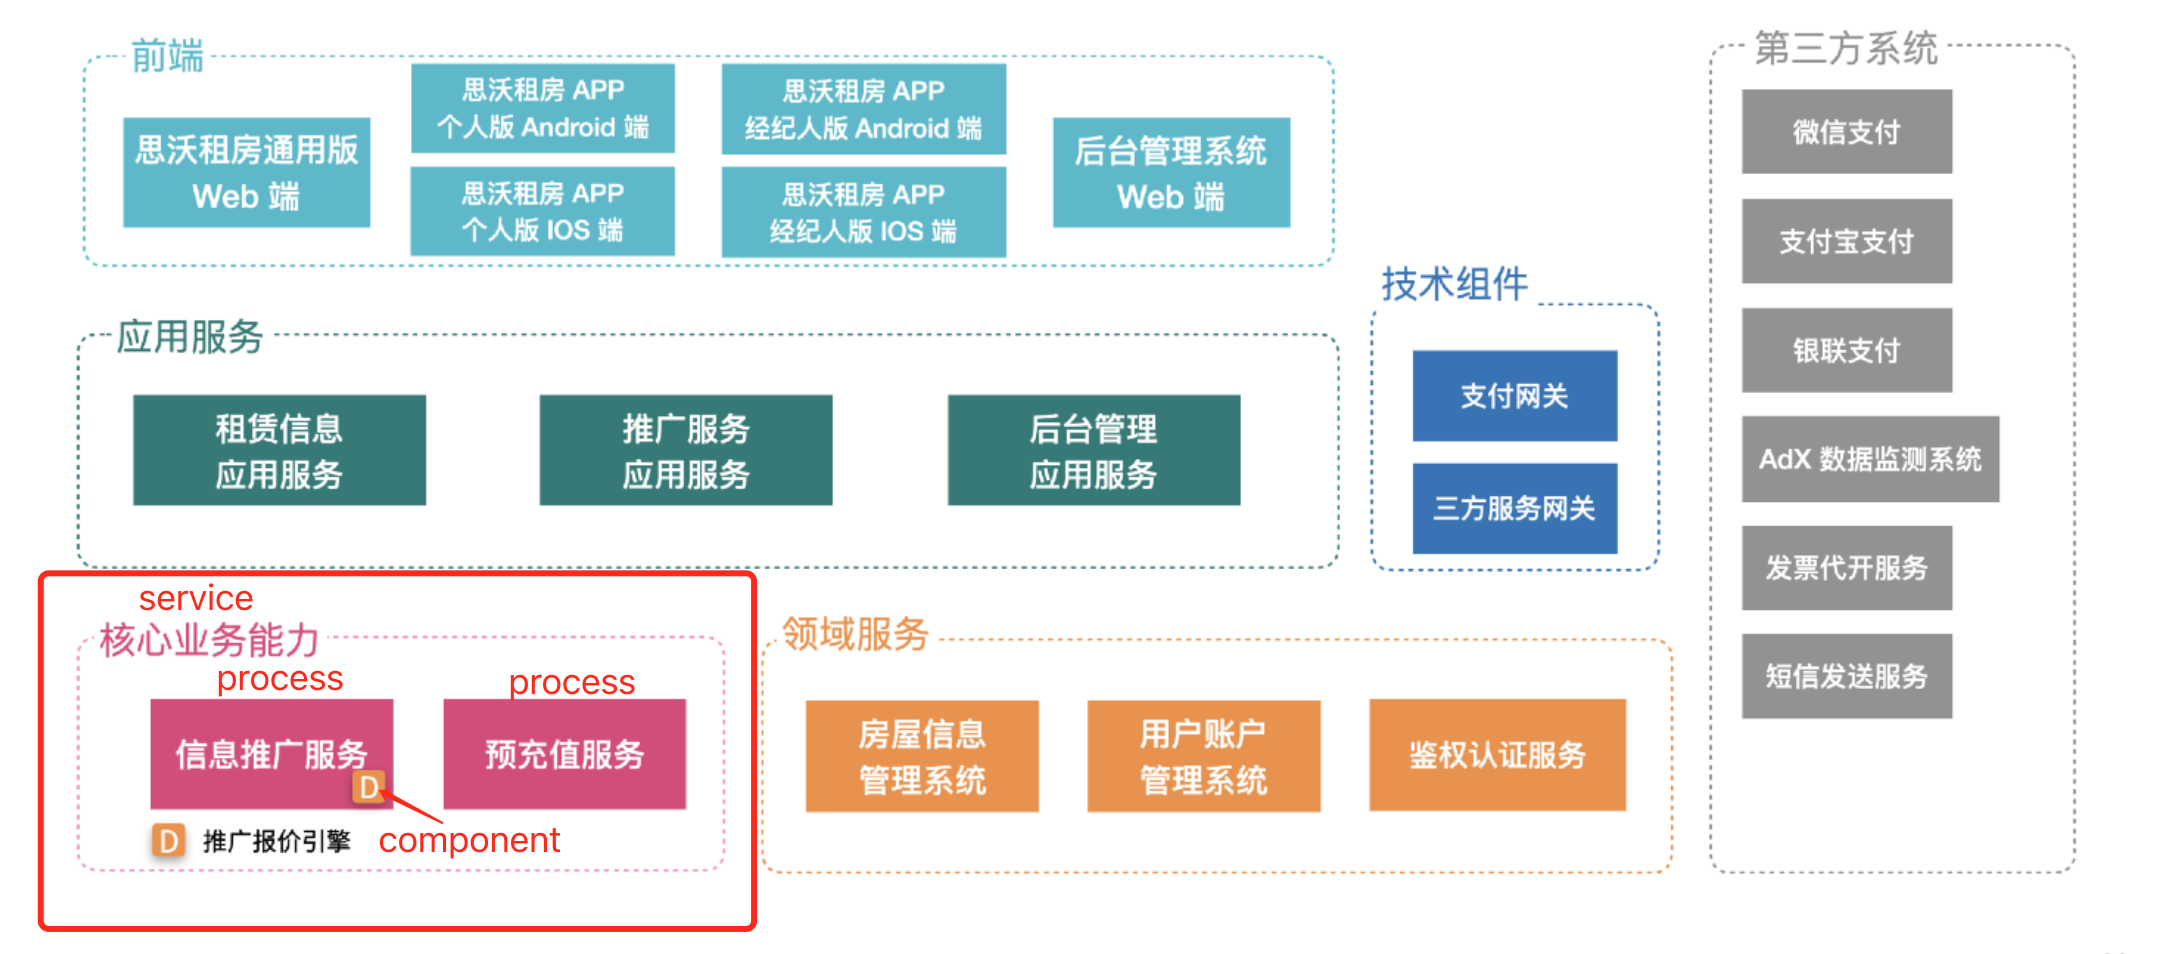 前端
思沃租房通用版
Web 端
思沃租房 APP
个人版 Android 端
思沃租房 APP
经纪人版 Android 端
思沃租房 APP
个人版 IOS 端
思沃租房 APP
经纪人版 IOS 端
后台管理系统
Web 端
应用服务
租赁信息
应用服务
推广服务
应用服务
后台管理
应用服务
技术组件
支付网关
三方服务网关
service
核心业务能力
process
process
信息推广服务
D
预充值服务
D 推广报价引擎
component
领域服务
房屋信息
管理系统
用户账户
管理系统
鉴权认证服务
第三方系统
微信支付
支付宝支付
银联支付
AdX 数据监测系统
发票代开服务
短信发送服务